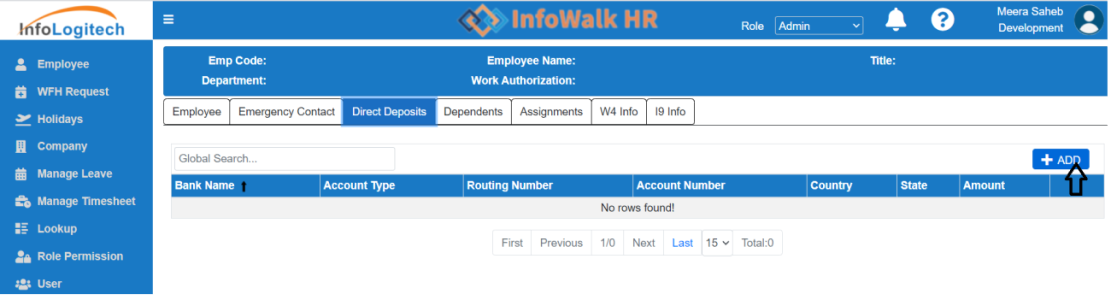 InfoLogitech
InfoWalk HR
Role Admin
Meera Saheb
Development
Employee
WFH Request
Holidays
Company
Manage Leave
Manage Timesheet
Lookup
Role Permission
User
Emp Code: Employee Name: Title:
Department: Work Authorization:
Employee Emergency Contact Direct Deposits Dependents Assignments W4 Info I9 Info
Global Search...
+ ADD
Bank Name Account Type Routing Number Account Number Country State Amount
No rows found!
First Previous 1/0 Next Last 15 Total:0